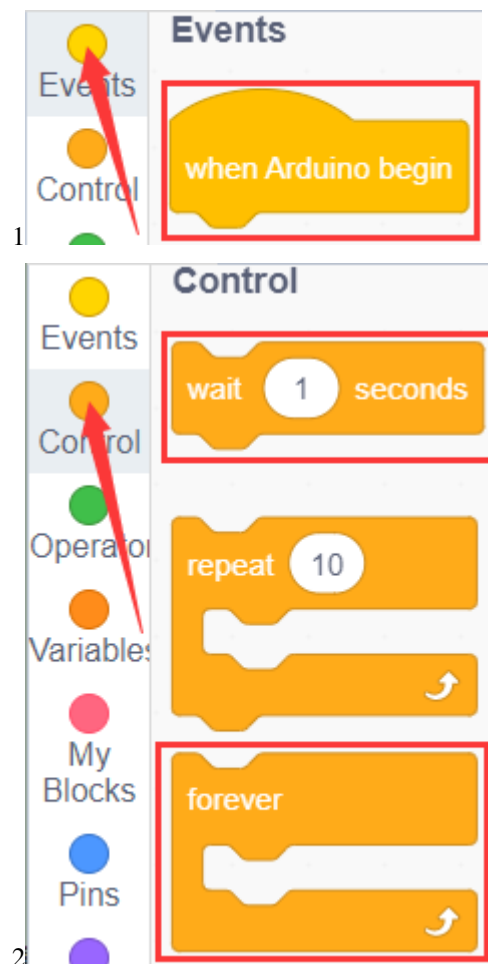 Events
Events
when Arduino begin
Control
1
Control
Events
wait 1 seconds
Control
Operator
repeat 10
Variables
My
Blocks
forever
Pins
2